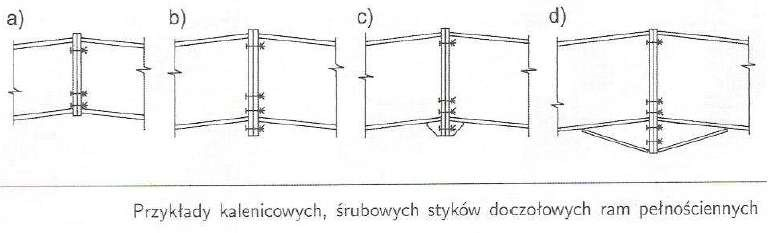 a)
b)
c)
d)
Przykłady kalenicowych, śrubowych styków doczołowych ram pełnościennych